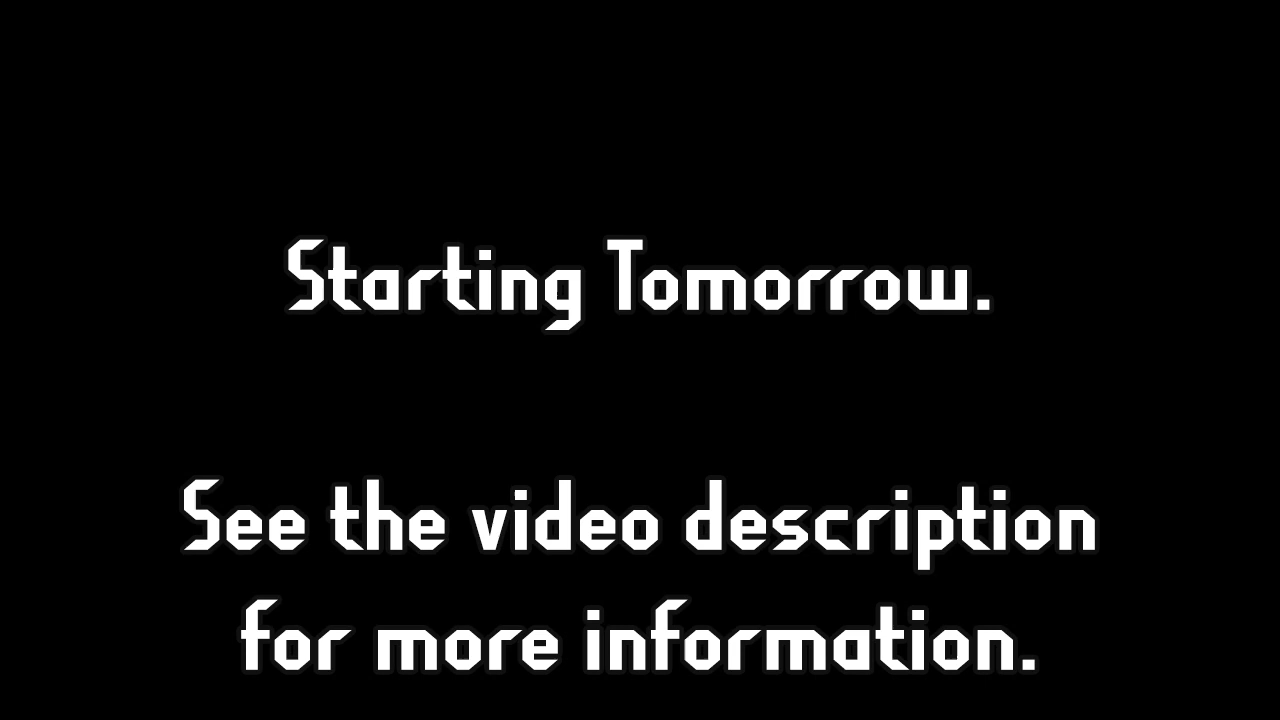 Starting Tomorrow.
See the video description
for more information.